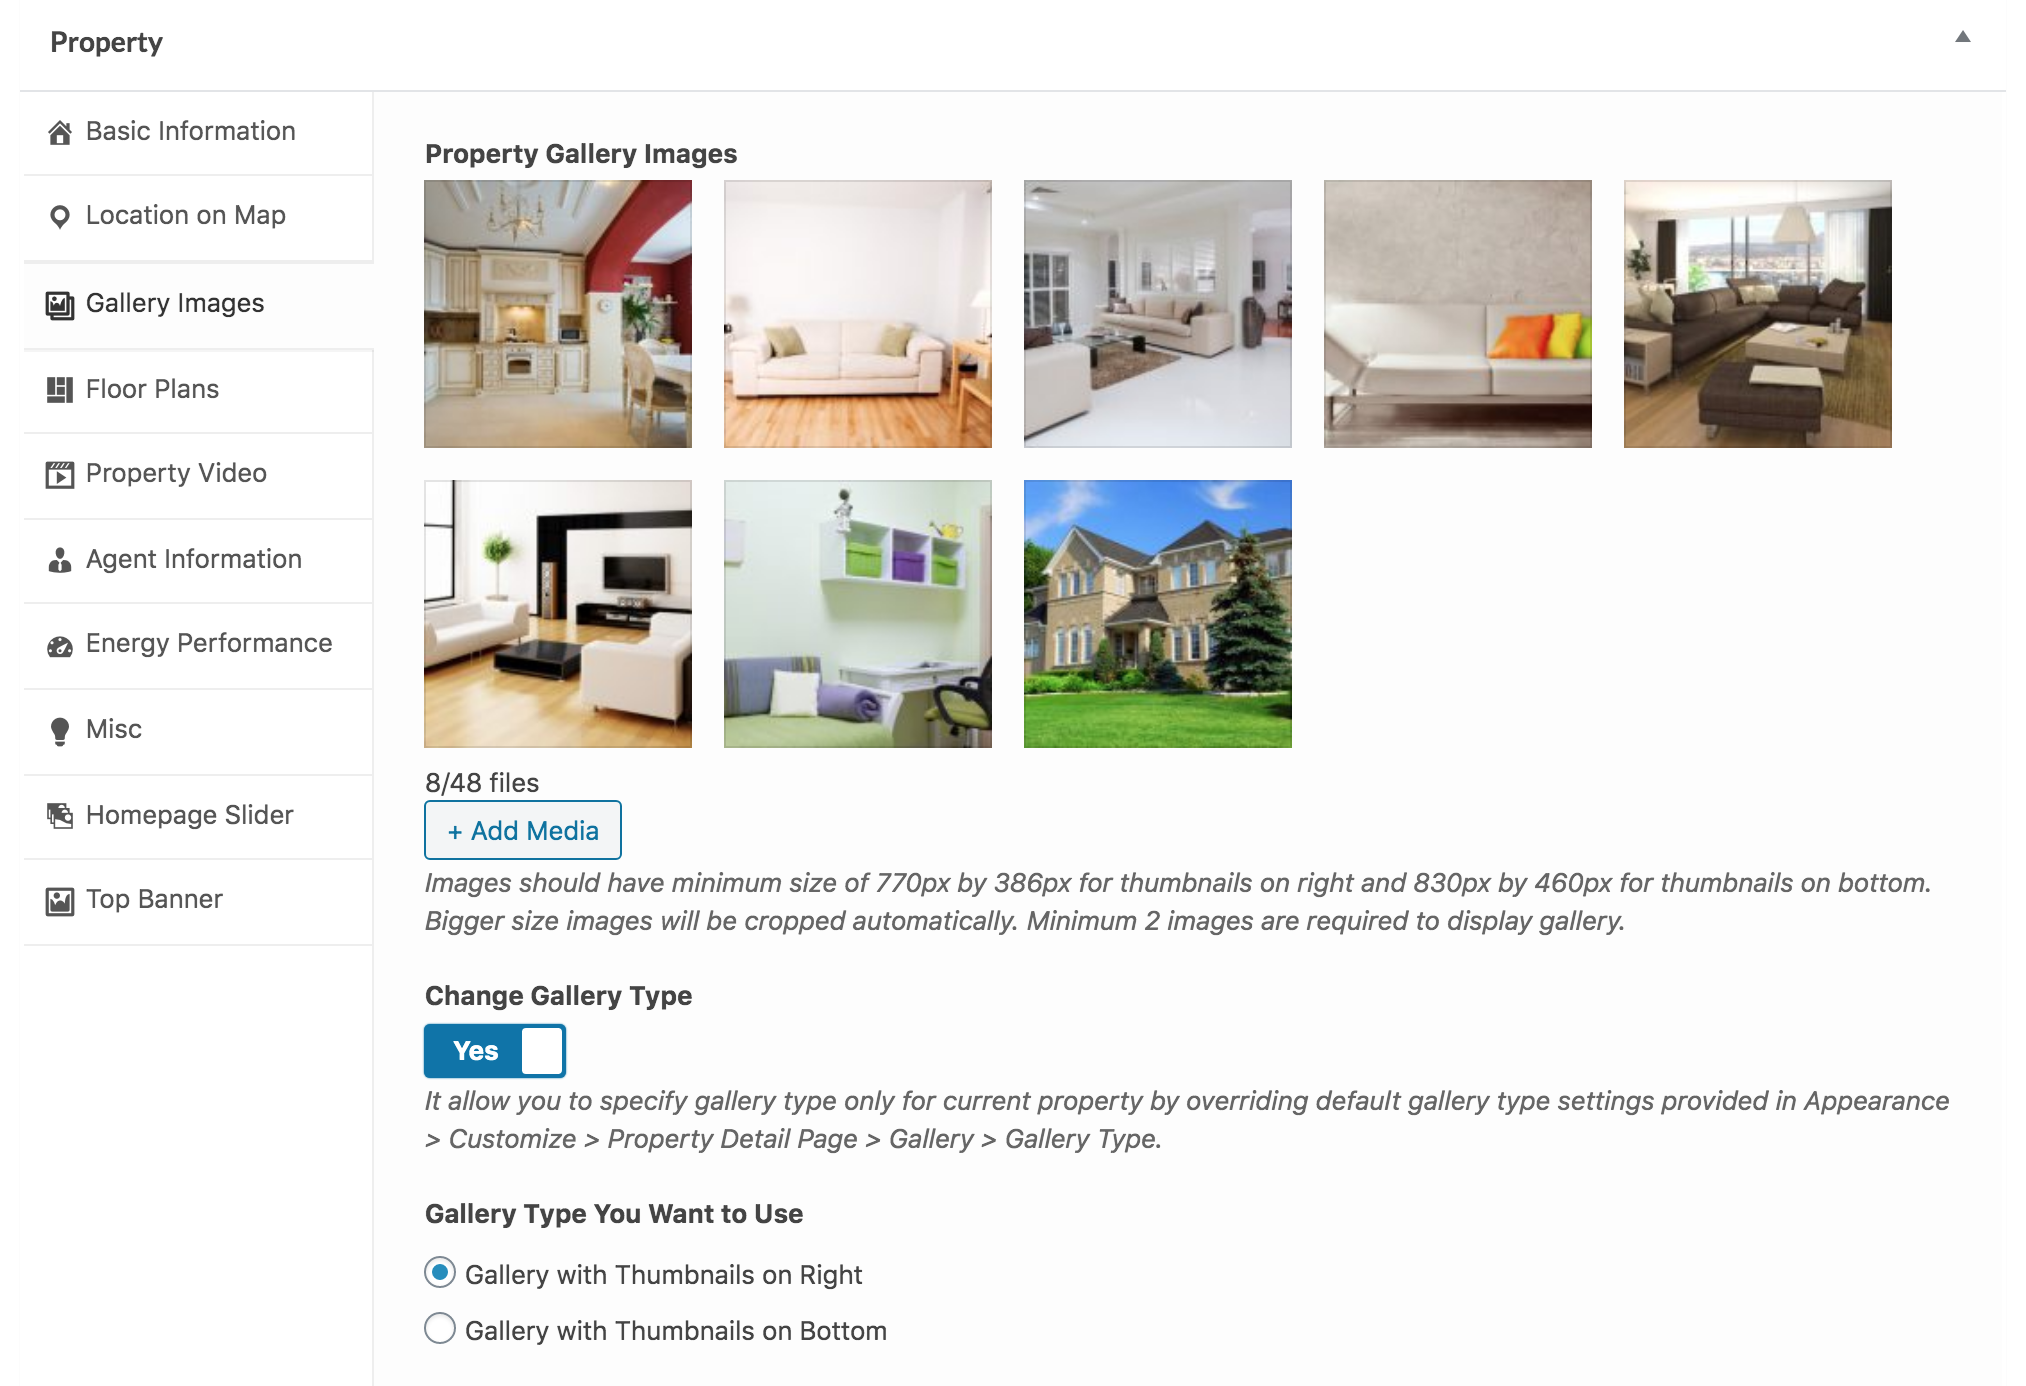 Property
Basic Information
Location on Map
Gallery Images
Floor Plans
Property Video
Agent Information
Energy Performance
Misc
Homepage Slider
Top Banner
Property Gallery Images
8/48 files
+ Add Media
Images should have minimum size of 770px by 386px for thumbnails on right and 830px by 460px for thumbnails on bottom.
Bigger size images will be cropped automatically. Minimum 2 images are required to display gallery.
Change Gallery Type
Yes
It allow you to specify gallery type only for current property by overriding default gallery type settings provided in Appearance
> Customize > Property Detail Page > Gallery > Gallery Type.
Gallery Type You Want to Use
Gallery with Thumbnails on Right
Gallery with Thumbnails on Bottom